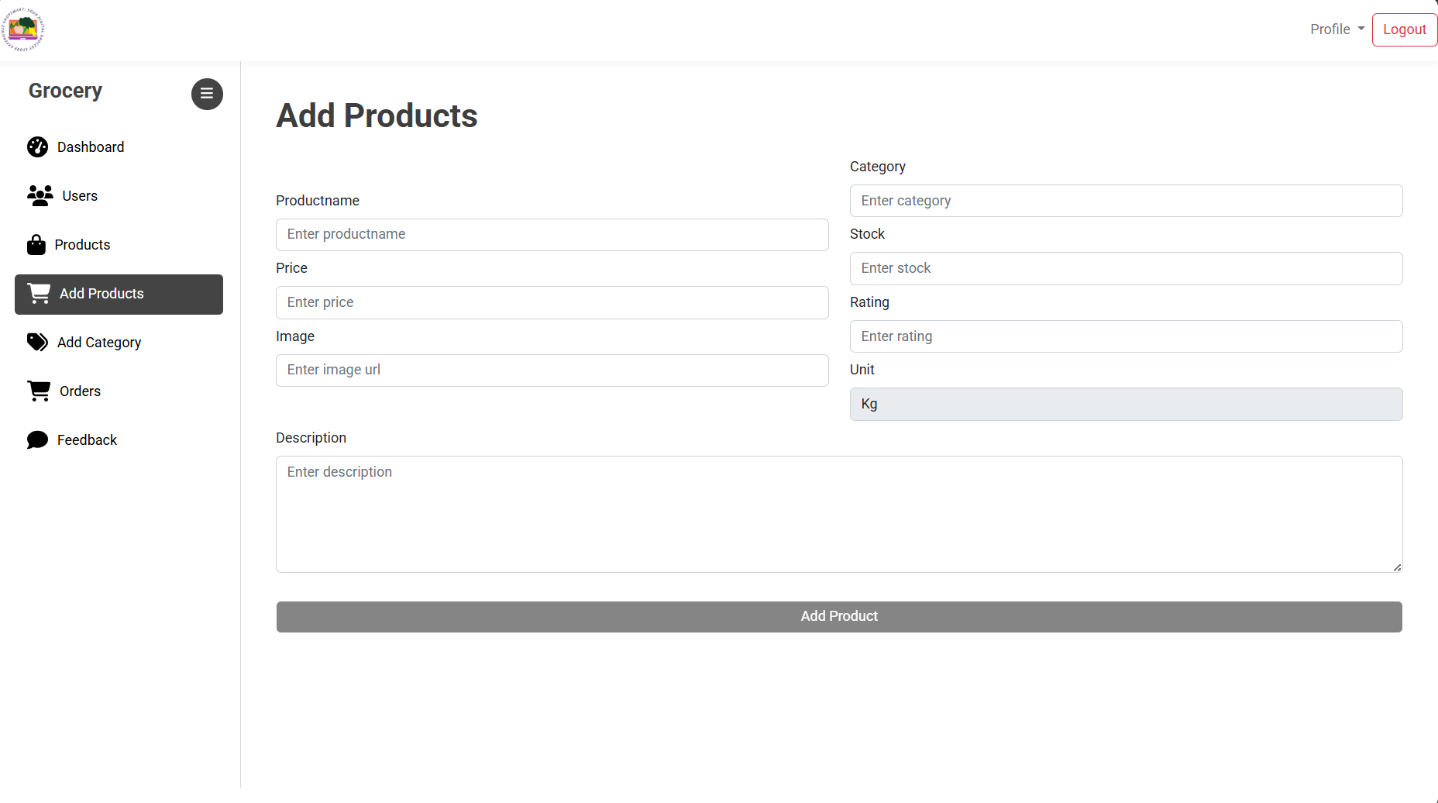 Profile
Logout
Grocery
Dashboard
Users
Products
Add Products
Add Category
Orders
Feedback
Add Products
Productname
Enter productname
Price
Enter price
Image
Enter image url
Category
Enter category
Stock
Enter stock
Rating
Enter rating
Unit
Kg
Description
Enter description
Add Product